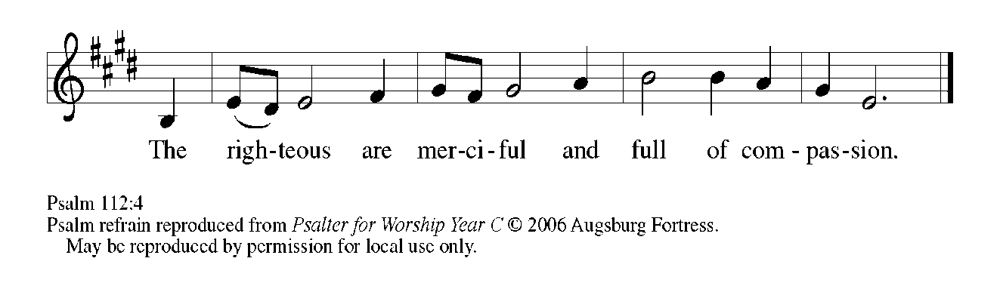 The righ-teous are mer-ci-ful and full of com-pas-sion.
Psalm 112:4
Psalm refrain reproduced from Psalter for Worship Year C © 2006 Augsburg Fortress.
May be reproduced by permission for local use only.